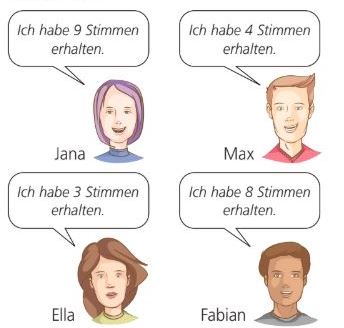 Ich habe 9 Stimmen
erhalten.
Jana
Ich habe 4 Stimmen
erhalten.
Max
Ich habe 3 Stimmen
erhalten.
Ella
Ich habe 8 Stimmen
erhalten.
Fabian